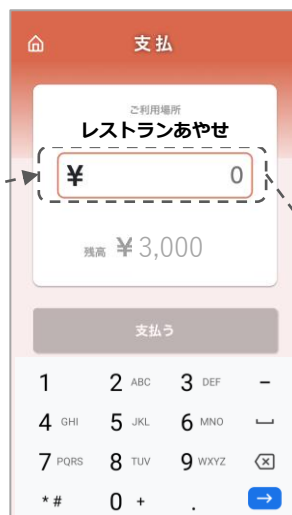 支払
ご利用場所
レストランあやせ
¥ 0
残高 ¥3,000
支払う
1 2 ABC 3 DEF −
4 GHI 5 JKL 6 MNO
7 PQRS 8 TUV 9 WXYZ
* # 0 + .